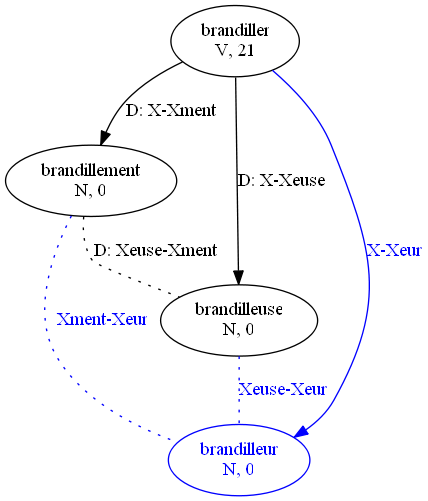 brandiller
V, 21
D: X-Xment
brandillement
N, 0
D: X-Xeuse
X-Xeur
D: Xeuse-Xment
brandilleuse
N, 0
Xment-Xeur
Xeuse-Xeur
brandilleur
N, 0